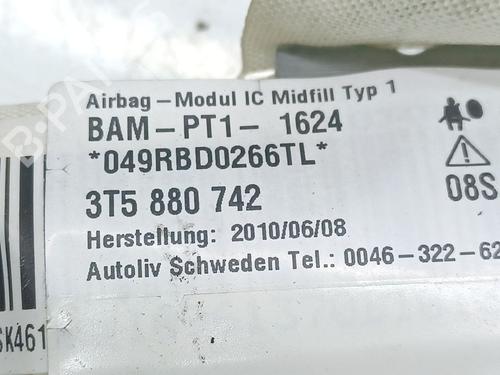 Airbag-Modul IC Midfill Typ 1
BAM-PT1- 1624
*049RBD0266TL*
3T5 880 742
08S
Herstellung: 2010/06/08
Autoliv Schweden Tel.: 0046-322-62
SK461